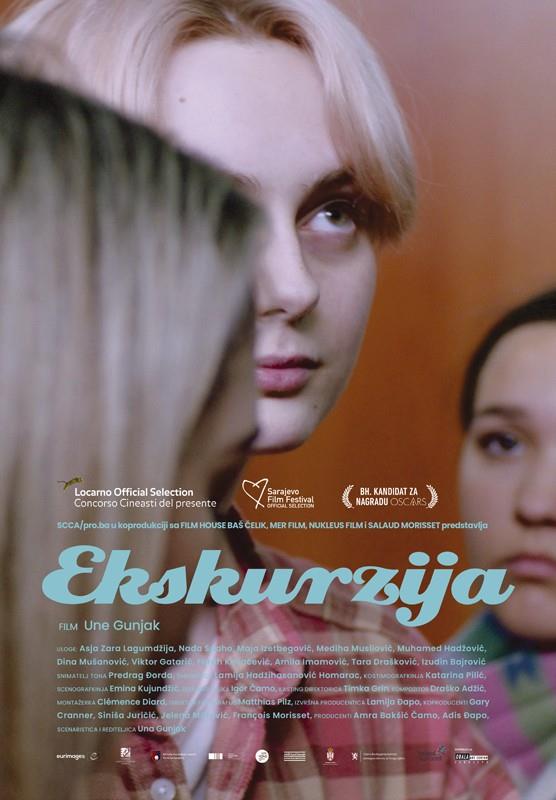 Locarno Official Selection
Concorso Cineasti del presente
Sarajevo
Film Festival
OFFICIAL SELECTION
BH. KANDIDAT ZA
NAGRADU OSCARS
SCCA/pro.ba u koprodukciji sa FILM HOUSE BAŠ ČELIK, MER FILM, NUKLEUS FILM i SALAUD MORISSET predstavlja
Ekskurzija
FILM Une Gunjak
ULOGE Asja Zara Lagumdžija, Nađa Spaho, Maja Izetbegović, Mediha Musliović, Muhamed Hadžović,
Dina Mušanović, Viktor Gatarić, Arnila Imamović, Tara Drašković, Izudin Bajrović
SNIMATELJ TONA Predrag Đorda, Lamija Hadžihasanović Homarac, KOSTIMOGRAFKINJA Katarina Pilić,
SCENOGRAFKINJA Emina Kujundžić, Igor Čamo, CASTING DIREKTORICA Timka Grin KOMPOZITOR Draško Adžić,
MONTAŽERKA Clémence Diard, Matthias Pilz, IZVRŠNA PRODUCENTICA Lamija Đapo, KOPRODUCENTI Gary
Cranner, Siniša Juričić, Jelena Mitrović, François Morisset, PRODUCENTI Amra Bakšić Čamo, Adis Đapo,
SCENARISTICA I REDITELJICA Una Gunjak
eurimages